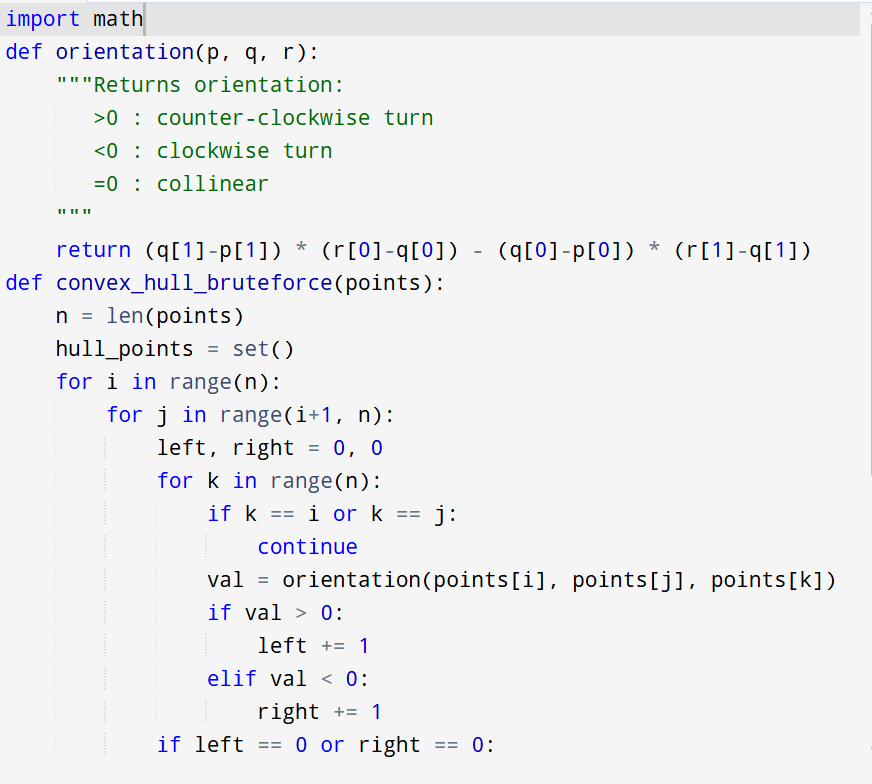 import math
def orientation(p, q, r):
    """Returns orientation:
       >0 : counter-clockwise turn
       <0 : clockwise turn
       =0 : collinear
    """
    return (q[1]-p[1]) * (r[0]-q[0]) - (q[0]-p[0]) * (r[1]-q[1])
def convex_hull_bruteforce(points):
    n = len(points)
    hull_points = set()
    for i in range(n):
        for j in range(i+1, n):
            left, right = 0, 0
            for k in range(n):
                if k == i or k == j:
                    continue
                val = orientation(points[i], points[j], points[k])
                if val > 0:
                    left += 1
                elif val < 0:
                    right += 1
            if left == 0 or right == 0: